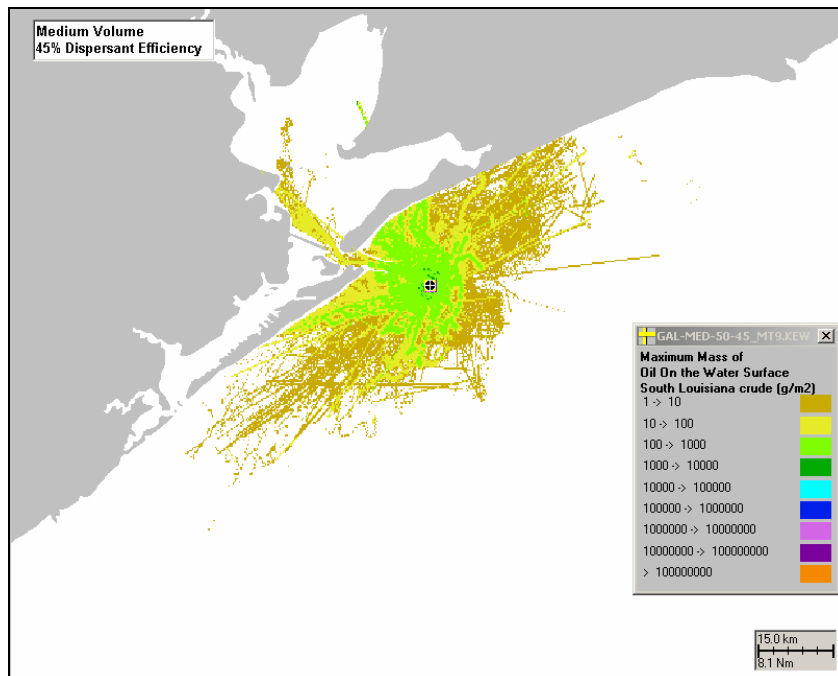 Medium Volume
45% Dispersant Efficiency
GAL-MED-50-45_MT9.KEW
Maximum Mass of
Oil On the Water Surface
South Louisiana crude (g/m2)
1 -> 10
10 -> 100
100 -> 1000
1000 -> 10000
10000 -> 100000
100000 -> 1000000
1000000 -> 10000000
10000000 -> 100000000
> 100000000
15.0 km
8.1 Nm